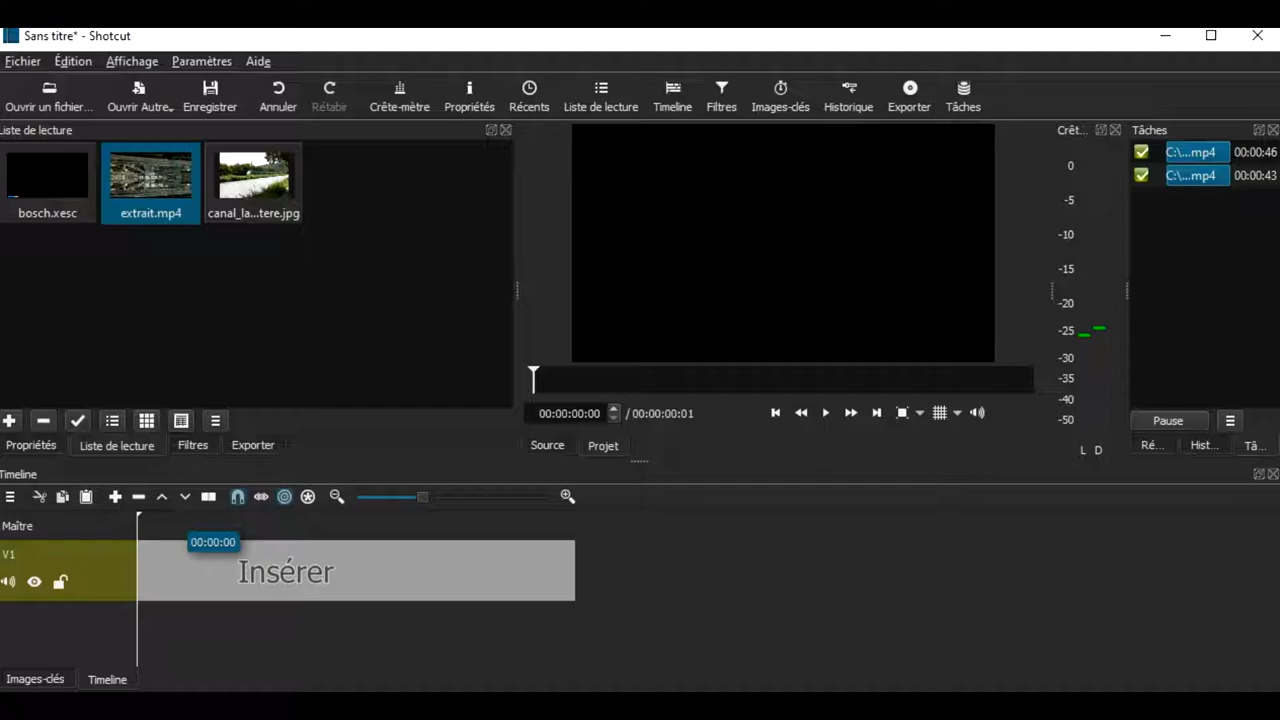 Sans titre* - Shotcut
Fichier Édition Affichage Paramètres Aide
Ouvrir un fichier... Ouvrir Autre... Enregistrer Annuler Rétablir Crête-mètre Propriétés Récents Liste de lecture Timeline Filtres Images-clés Historique Exporter Tâches
Liste de lecture
bosch.xesc
extrait.mp4
canal_la...tere.jpg
Propriétés Liste de lecture Filtres Exporter
00:00:00:00 / 00:00:00:01
Source Projet
Crêt...
0
-5
-10
-15
-20
-25
-30
-35
-40
-50
L D
Tâches
C:\...mp4 00:00:46
C:\...mp4 00:00:43
Pause
Ré... Hist... Tâ...
Timeline
Maître
00:00:00
V1
Insérer
Images-clés Timeline